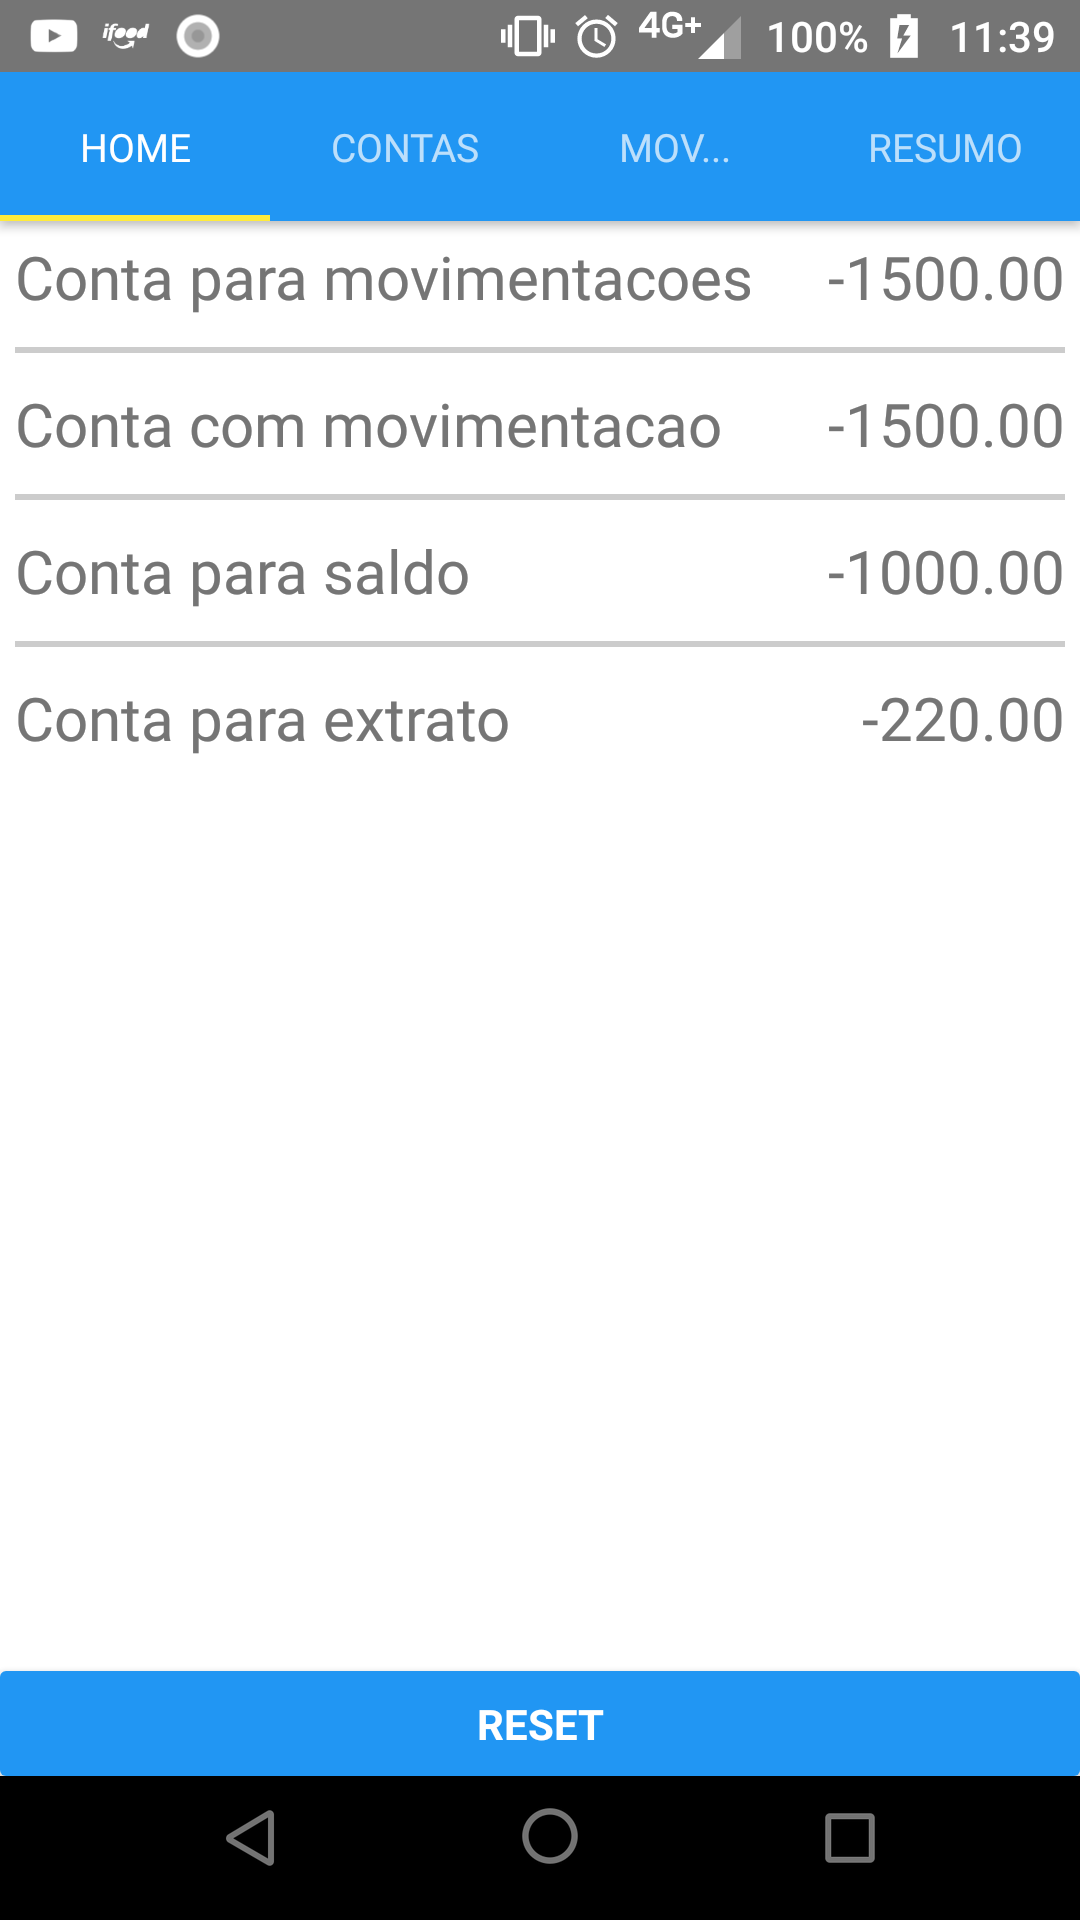 ifood 4G+ 100% 11:39
HOME CONTAS MOV... RESUMO
Conta para movimentacoes -1500.00
Conta com movimentacao -1500.00
Conta para saldo -1000.00
Conta para extrato -220.00
RESET